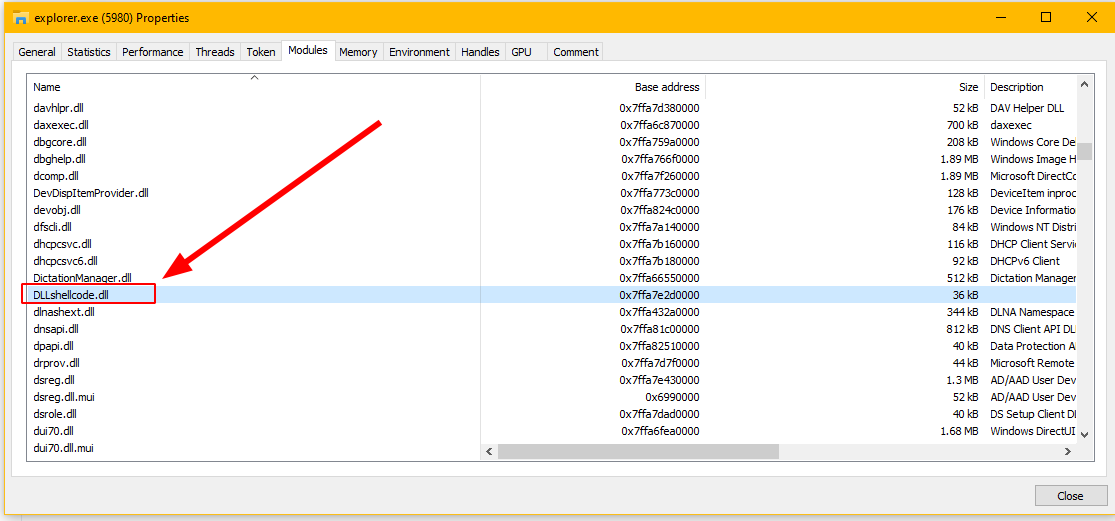 explorer.exe (5980) Properties
General Statistics Performance Threads Token Modules Memory Environment Handles GPU Comment
Name Base address Size Description
davhlpr.dll 0x7ffa7d380000 52 kB DAV Helper DLL
daxexec.dll 0x7ffa6c870000 700 kB daxexec
dbgcore.dll 0x7ffa759a0000 208 kB Windows Core De
dbghelp.dll 0x7ffa766f0000 1.89 MB Windows Image H
dcomp.dll 0x7ffa7f260000 1.89 MB Microsoft DirectCo
DevDispItemProvider.dll 0x7ffa773c0000 128 kB DeviceItem inproc
devobj.dll 0x7ffa824c0000 176 kB Device Informatio
dfscli.dll 0x7ffa7a140000 84 kB Windows NT Distri
dhcpcsvc.dll 0x7ffa7b160000 116 kB DHCP Client Servic
dhcpcsvc6.dll 0x7ffa7b180000 92 kB DHCPv6 Client
DictationManager.dll 0x7ffa66550000 512 kB Dictation Manager
DLLshellcode.dll 0x7ffa7e2d0000 36 kB
dlnashext.dll 0x7ffa432a0000 344 kB DLNA Namespace
dnsapi.dll 0x7ffa81c00000 812 kB DNS Client API DL
dpapi.dll 0x7ffa82510000 40 kB Data Protection A
drprov.dll 0x7ffa7d7f0000 44 kB Microsoft Remote
dsreg.dll 0x7ffa7e430000 1.3 MB AD/AAD User Dev
dsreg.dll.mui 0x6990000 52 kB AD/AAD User Dev
dsrole.dll 0x7ffa7dad0000 40 kB DS Setup Client D
dui70.dll 0x7ffa6fea0000 1.68 MB Windows DirectUI
dui70.dll.mui
Close